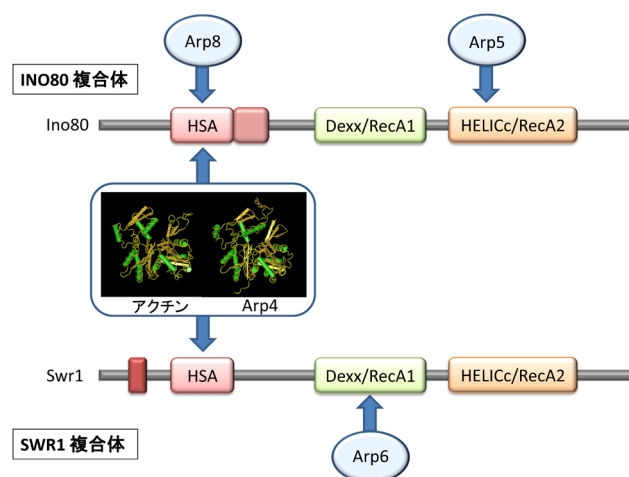 Arp8
Arp5
INO80 複合体
Ino80
HSA
Dexx/RecA1
HELICc/RecA2
アクチン
Arp4
Swr1
HSA
Dexx/RecA1
HELICc/RecA2
SWR1 複合体
Arp6